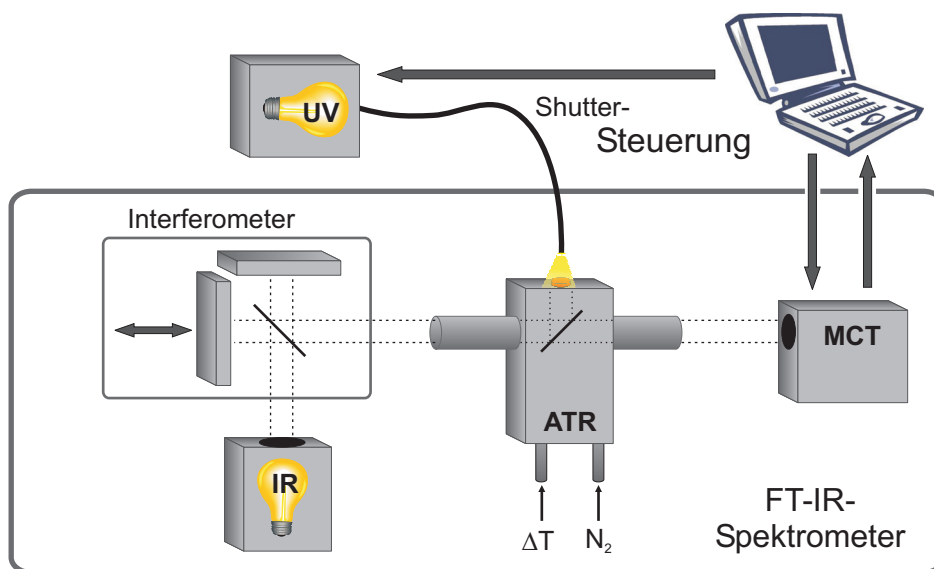 UV
Shutter-
Steuerung
Interferometer
MCT
ATR
IR
ΔT
N₂
FT-IR-
Spektrometer